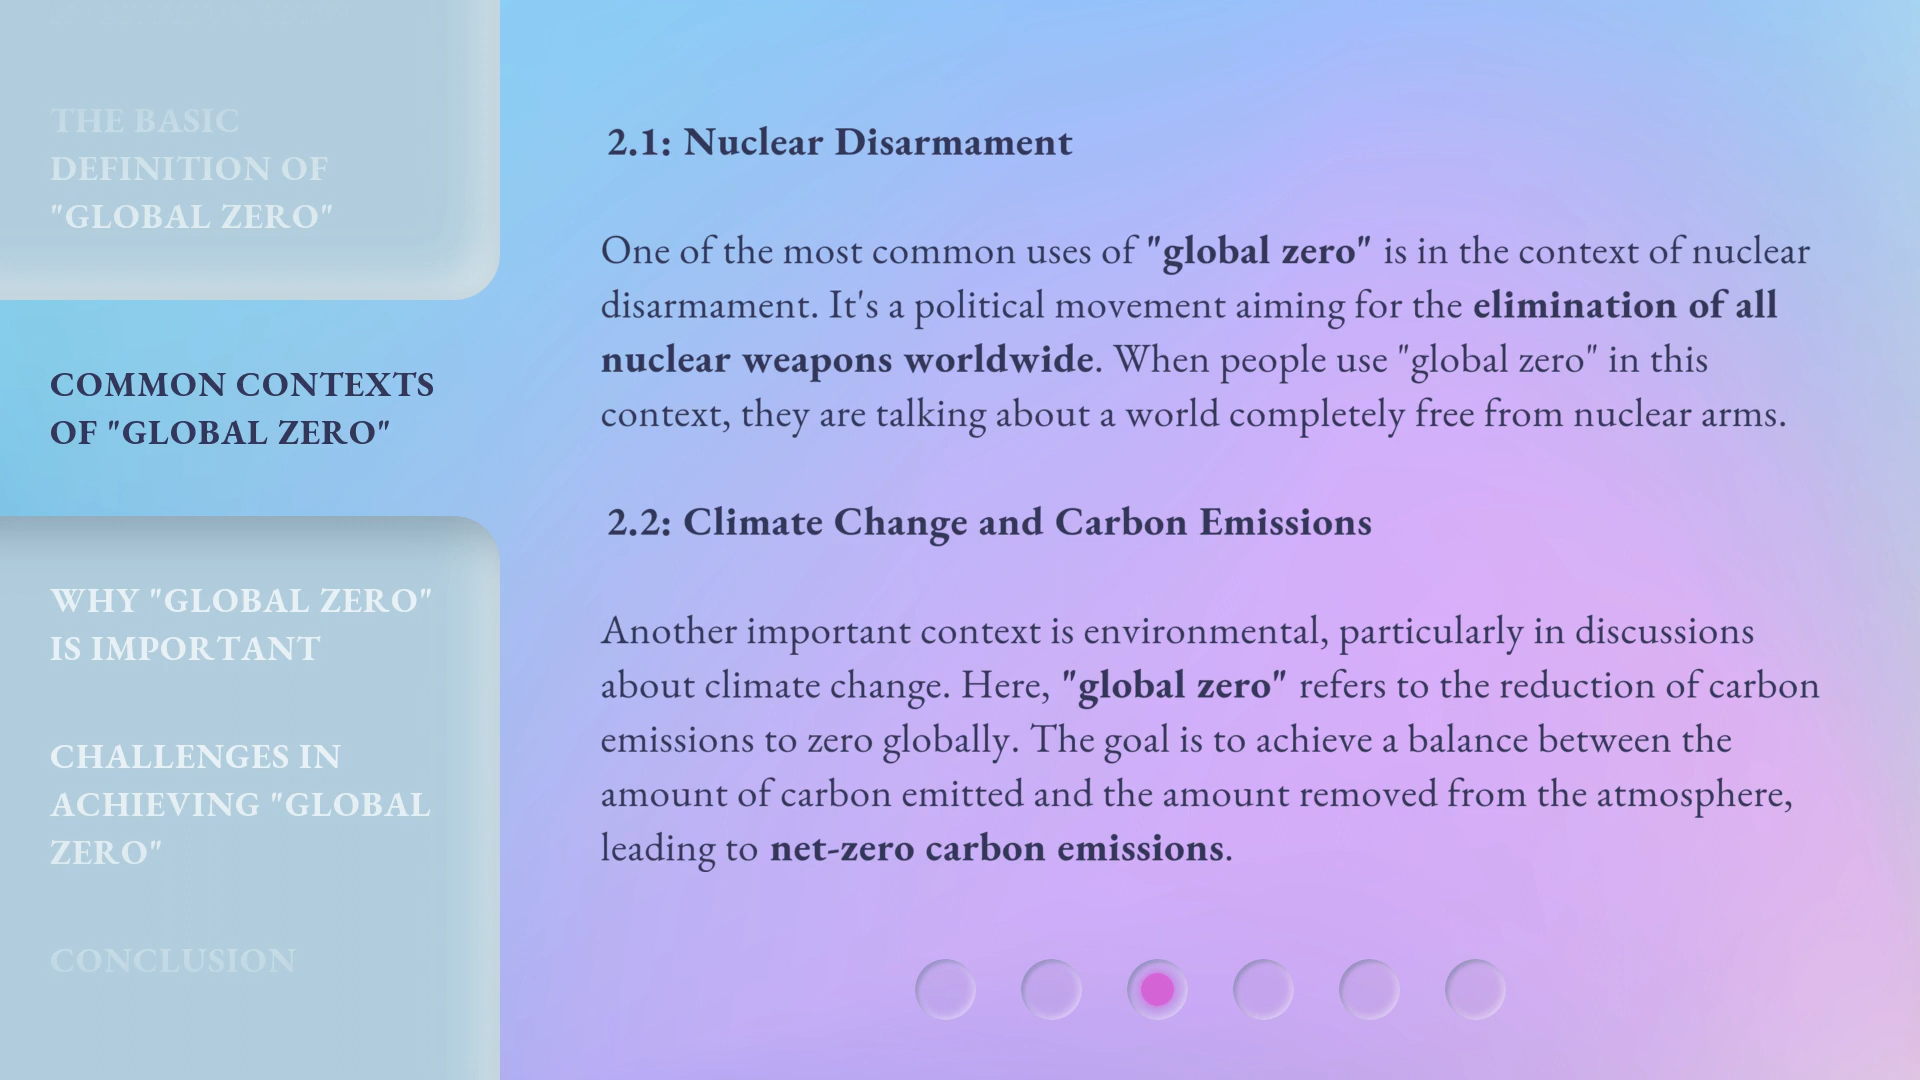 THE BASIC
DEFINITION OF
"GLOBAL ZERO"
COMMON CONTEXTS
OF "GLOBAL ZERO"
WHY "GLOBAL ZERO"
IS IMPORTANT
CHALLENGES IN
ACHIEVING "GLOBAL
ZERO"
CONCLUSION
2.1: Nuclear Disarmament
One of the most common uses of "global zero" is in the context of nuclear
disarmament. It's a political movement aiming for the elimination of all
nuclear weapons worldwide. When people use "global zero" in this
context, they are talking about a world completely free from nuclear arms.
2.2: Climate Change and Carbon Emissions
Another important context is environmental, particularly in discussions
about climate change. Here, "global zero" refers to the reduction of carbon
emissions to zero globally. The goal is to achieve a balance between the
amount of carbon emitted and the amount removed from the atmosphere,
leading to net-zero carbon emissions.